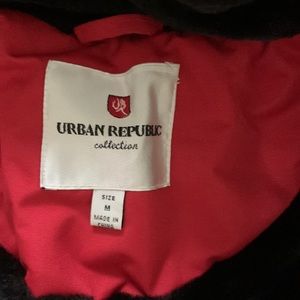 UR
URBAN REPUBLIC
collection
SIZE
M
MADE IN
CHINA